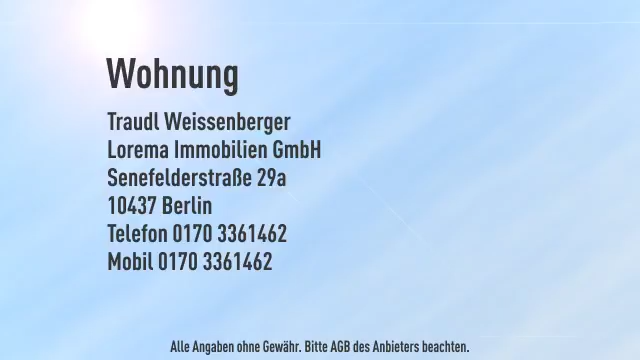 Wohnung
Traudl Weissenberger
Lorema Immobilien GmbH
Senefelderstraße 29a
10437 Berlin
Telefon 0170 3361462
Mobil 0170 3361462
Alle Angaben ohne Gewähr. Bitte AGB des Anbieters beachten.